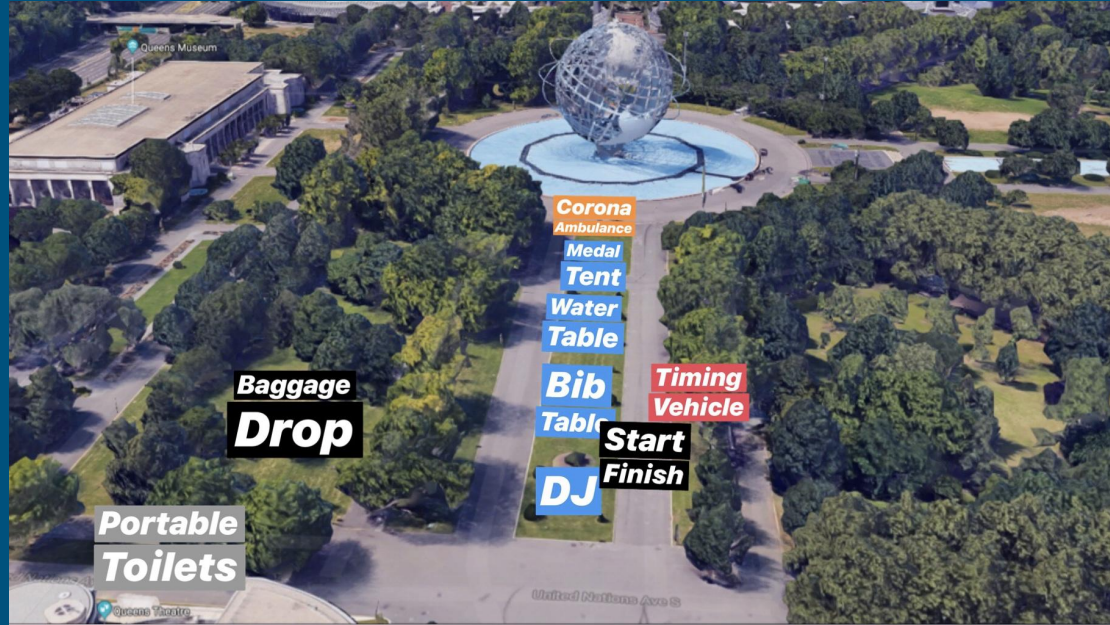 Queens Museum
Corona
Ambulance
Medal
Tent
Water
Table
Bib
Table
Timing
Vehicle
Start
Finish
DJ
Baggage
Drop
Portable
Toilets
Queens Theatre
United Nations Ave S